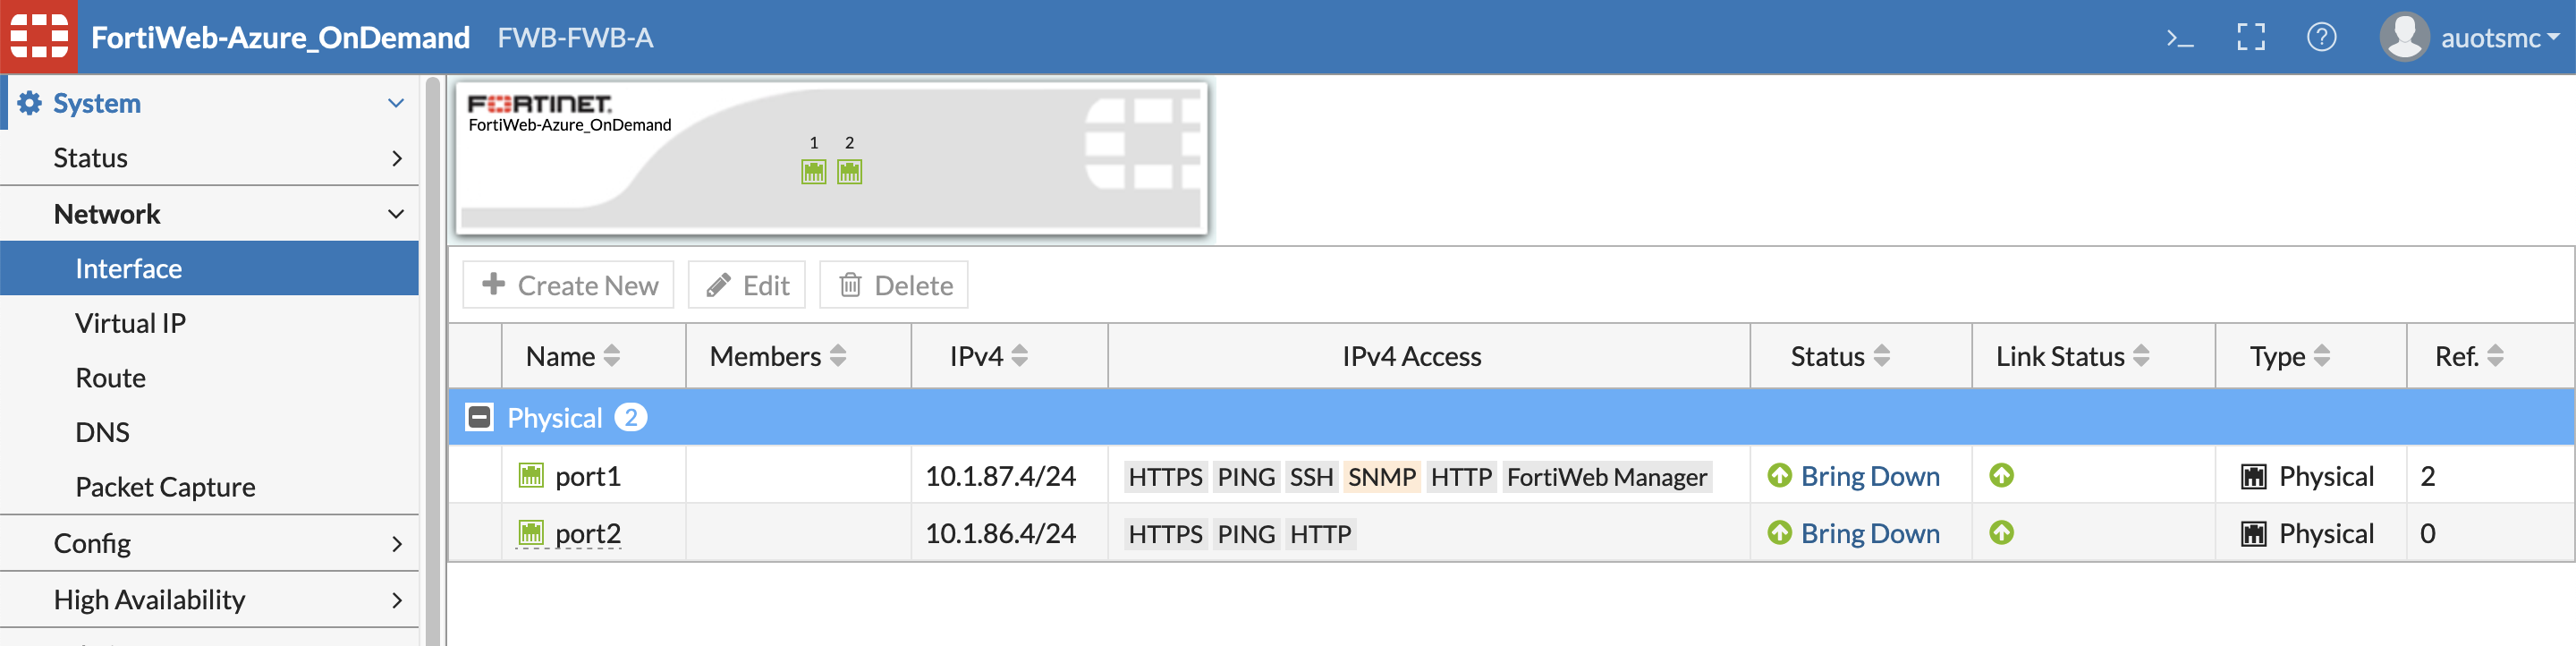 FortiWeb-Azure_OnDemand FWB-FWB-A auotsmc
System
Status
Network
Interface
Virtual IP
Route
DNS
Packet Capture
Config
High Availability
FORTINET
FortiWeb-Azure_OnDemand
1 2
Create New Edit Delete
Name Members IPv4 IPv4 Access Status Link Status Type Ref.
Physical 2
port1 10.1.87.4/24 HTTPS PING SSH SNMP HTTP FortiWeb Manager Bring Down Physical 2
port2 10.1.86.4/24 HTTPS PING HTTP Bring Down Physical 0